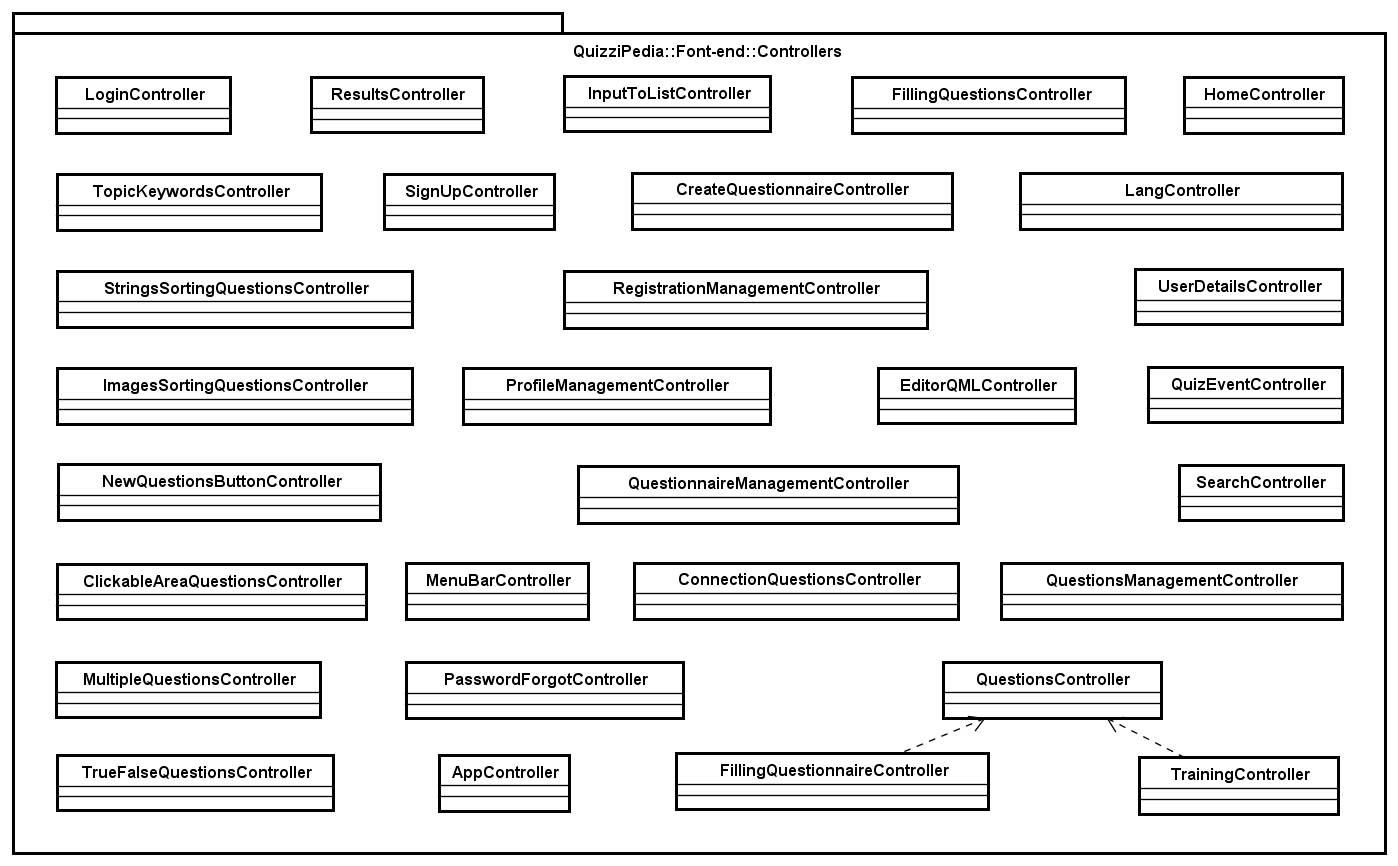 QuizziPedia::Font-end::Controllers
LoginController
ResultsController
InputToListController
FillingQuestionsController
HomeController
TopicKeywordsController
SignUpController
CreateQuestionnaireController
LangController
StringsSortingQuestionsController
RegistrationManagementController
UserDetailsController
ImagesSortingQuestionsController
ProfileManagementController
EditorQMLController
QuizEventController
NewQuestionsButtonController
QuestionnaireManagementController
SearchController
ClickableAreaQuestionsController
MenuBarController
ConnectionQuestionsController
QuestionsManagementController
MultipleQuestionsController
PasswordForgotController
QuestionsController
TrueFalseQuestionsController
AppController
FillingQuestionnaireController
TrainingController